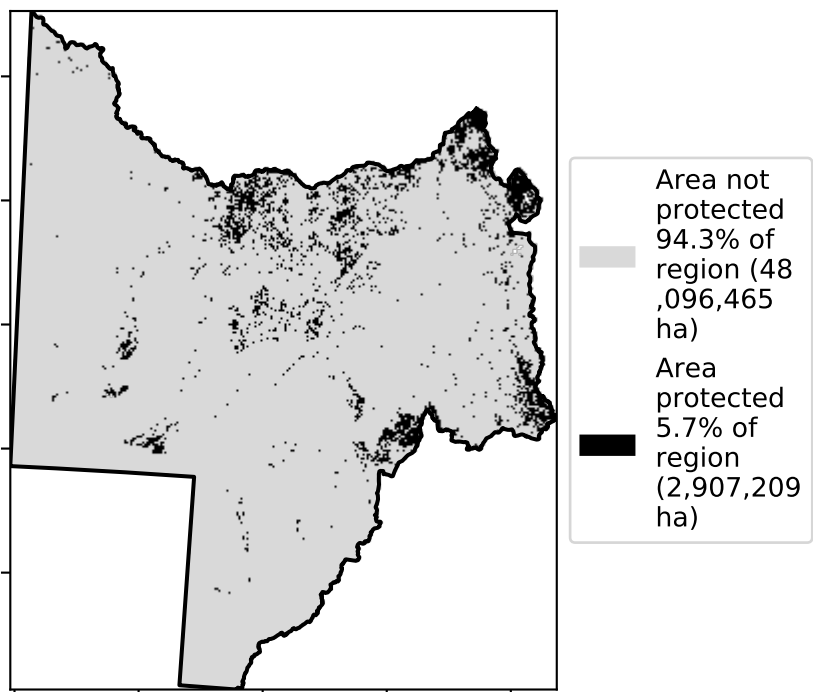 Area not
protected
94.3% of
region (48
,096,465
ha)
Area
protected
5.7% of
region
(2,907,209
ha)